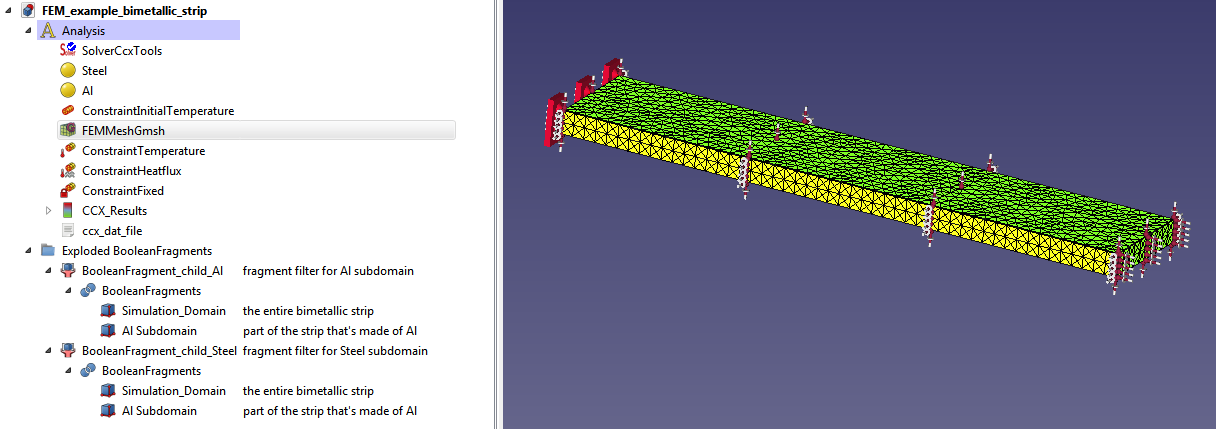 FEM_example_bimetallic_strip
Analysis
SolverCcxTools
Steel
Al
ConstraintInitialTemperature
FEMMeshGmsh
ConstraintTemperature
ConstraintHeatflux
ConstraintFixed
CCX_Results
ccx_dat_file
Exploded BooleanFragments
BooleanFragment_child_Al fragment filter for Al subdomain
BooleanFragments
Simulation_Domain the entire bimetallic strip
Al Subdomain part of the strip that's made of Al
BooleanFragment_child_Steel fragment filter for Steel subdomain
BooleanFragments
Simulation_Domain the entire bimetallic strip
Al Subdomain part of the strip that's made of Al